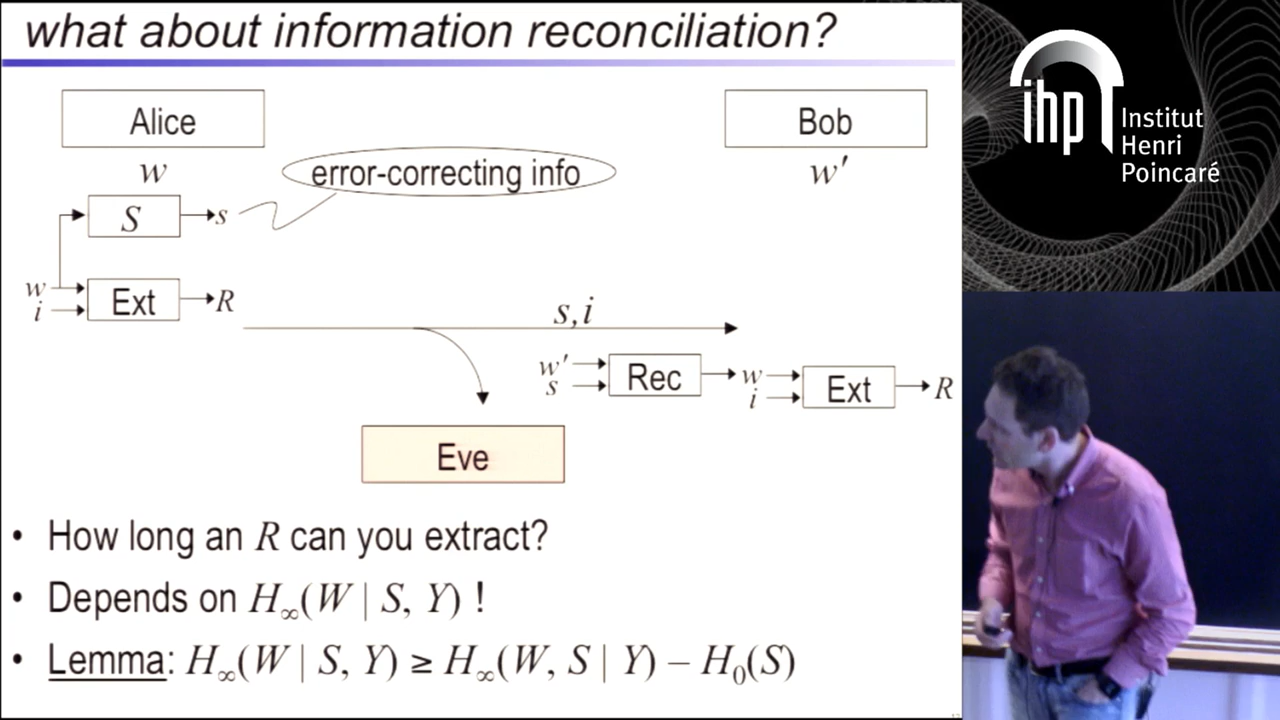 what about information reconciliation?
Alice
Bob
w
error-correcting info
w′
S
s
w
i
Ext
R
s,i
w′
s
Rec
w
i
Ext
R
Eve
• How long an R can you extract?
• Depends on H∞(W | S, Y) !
• Lemma: H∞(W | S, Y) ≥ H∞(W, S | Y) – H₀(S)
ihp
Institut
Henri
Poincaré